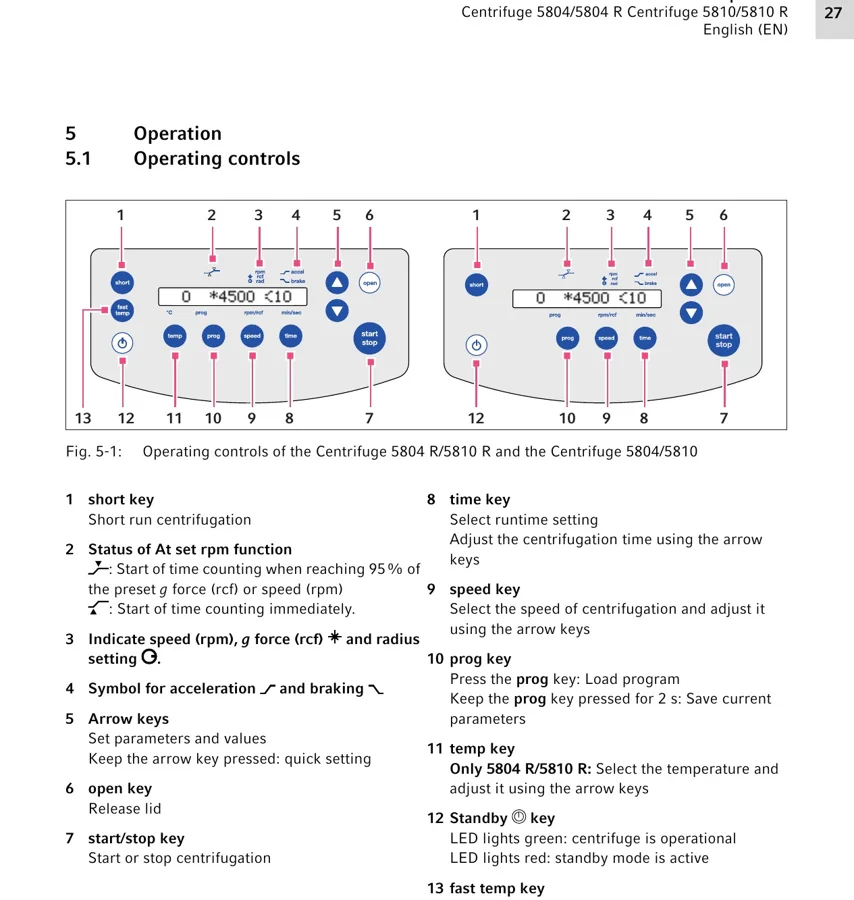 Centrifuge 5804/5804 R Centrifuge 5810/5810 R
English (EN)
27
5 Operation
5.1 Operating controls
1 2 3 4 5 6 1 2 3 4 5 6
rpm accel rpm accel
rcf rcf
rad brake rad brake
short open short open
0 *4500 10 0 *4500 10
fast temp
°C prog rpm/rcf min/sec prog rpm/rcf min/sec
temp prog speed time start stop prog speed time start stop
13 12 11 10 9 8 7 12 10 9 8 7
Fig. 5-1: Operating controls of the Centrifuge 5804 R/5810 R and the Centrifuge 5804/5810
1 short key
Short run centrifugation
2 Status of At set rpm function
: Start of time counting when reaching 95 % of
the preset g force (rcf) or speed (rpm)
: Start of time counting immediately.
3 Indicate speed (rpm), g force (rcf) and radius
setting .
4 Symbol for acceleration and braking
5 Arrow keys
Set parameters and values
Keep the arrow key pressed: quick setting
6 open key
Release lid
7 start/stop key
Start or stop centrifugation
8 time key
Select runtime setting
Adjust the centrifugation time using the arrow
keys
9 speed key
Select the speed of centrifugation and adjust it
using the arrow keys
10 prog key
Press the prog key: Load program
Keep the prog key pressed for 2 s: Save current
parameters
11 temp key
Only 5804 R/5810 R: Select the temperature and
adjust it using the arrow keys
12 Standby key
LED lights green: centrifuge is operational
LED lights red: standby mode is active
13 fast temp key